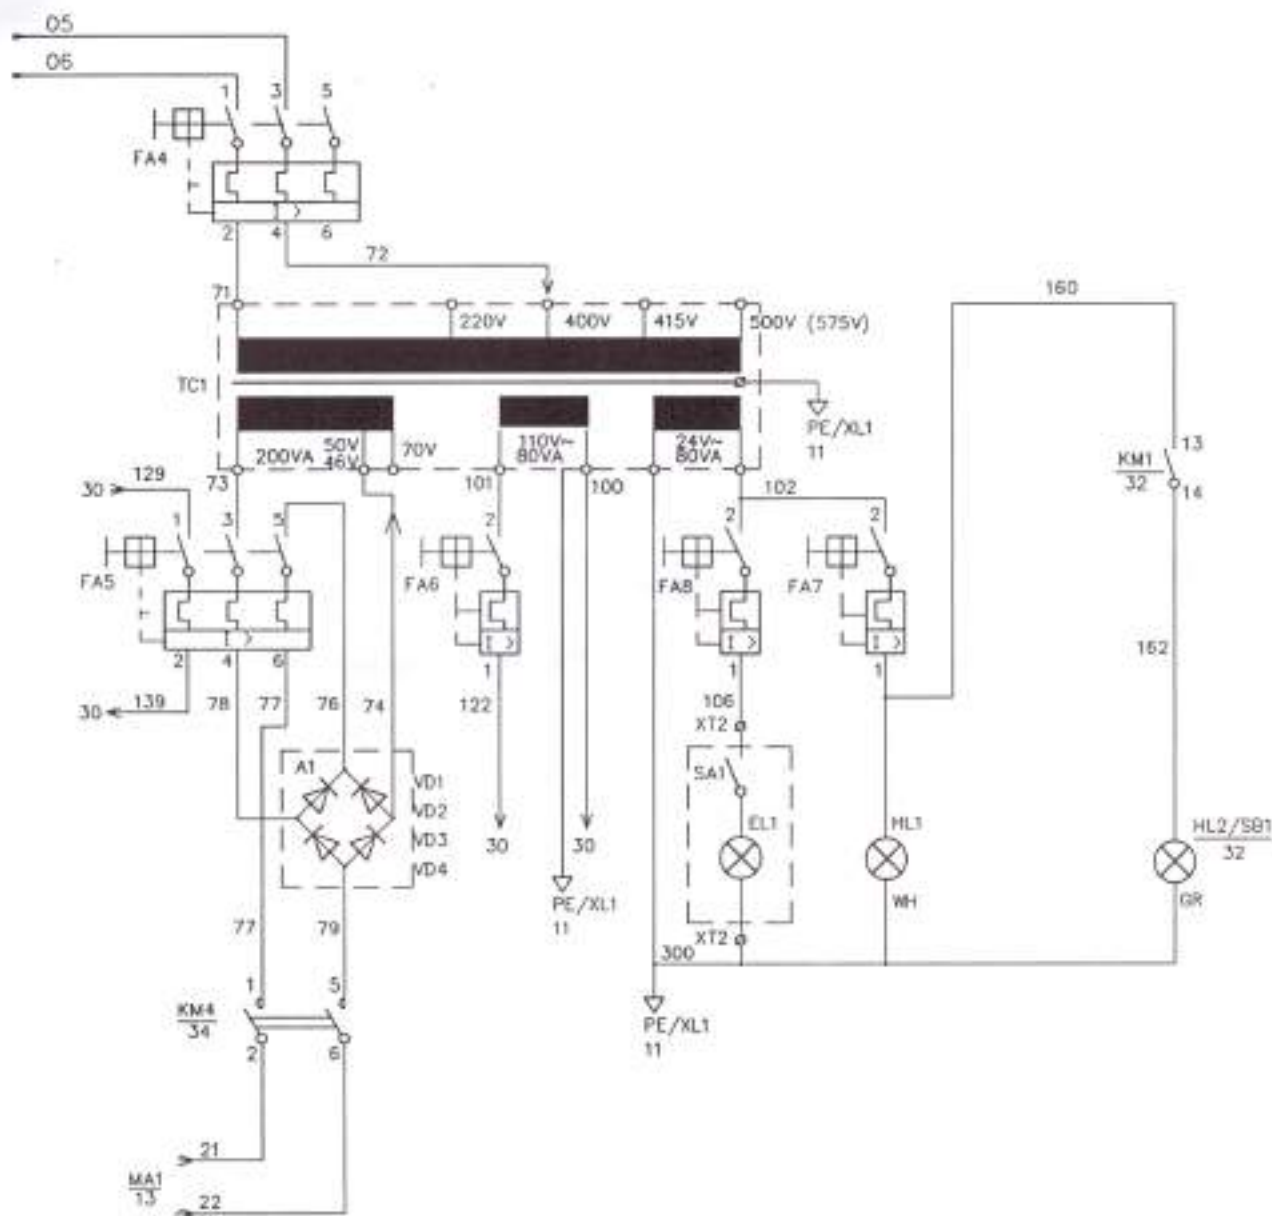 05
06
1 3 5
FA4
2 4 6
72
71
220V 400V 415V 500V (575V)
160
TC1
PE/XL1
11
200VA 50V 70V 110V~ 24V~
46V 80VA 80VA
KM1 13
32 14
30 129 73 101 100 102
1 3 5 2 2 2
FA5 FA6 FA8 FA7
I > I > I > I >
2 4 6 1 1 1
152
30 139 78 77 76 74 122 106
XT2
A1 SA1
VD1
VD2
VD3
VD4
EL1 HL1 HL2/SB1
32
30 30
PE/XL1
11
WH GR
77 79 XT2
300
1 5
KM4
34
2 6
PE/XL1
11
21
MA1
13
22